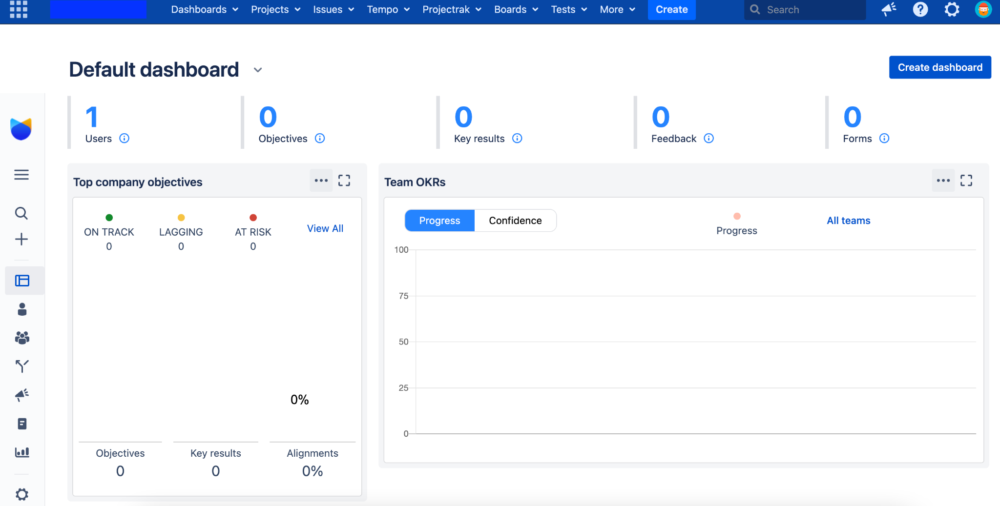 Dashboards Projects Issues Tempo Projectrak Boards Tests More Create Search
Default dashboard
Create dashboard
1
Users
0
Objectives
0
Key results
0
Feedback
0
Forms
Top company objectives
ON TRACK
0
LAGGING
0
AT RISK
0
View All
0%
Objectives
0
Key results
0
Alignments
0%
Team OKRs
Progress Confidence
Progress
All teams
100
75
50
25
0